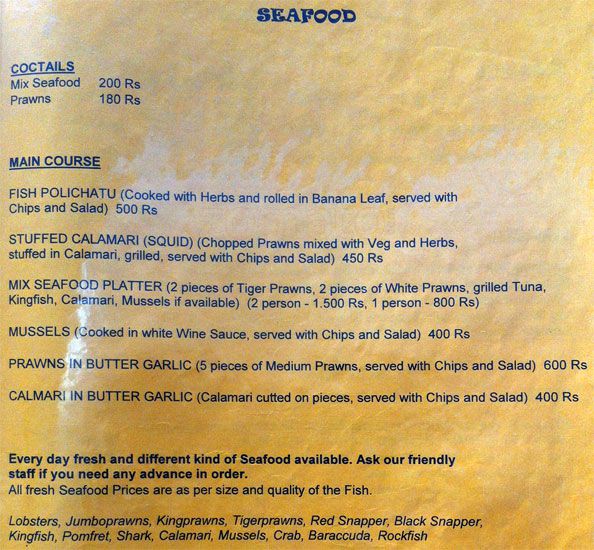 SEAFOOD
COCTAILS
Mix Seafood 200 Rs
Prawns 180 Rs
MAIN COURSE
FISH POLICHATU (Cooked with Herbs and rolled in Banana Leaf, served with
Chips and Salad) 500 Rs
STUFFED CALAMARI (SQUID) (Chopped Prawns mixed with Veg and Herbs,
stuffed in Calamari, grilled, served with Chips and Salad) 450 Rs
MIX SEAFOOD PLATTER (2 pieces of Tiger Prawns, 2 pieces of White Prawns, grilled Tuna,
Kingfish, Calamari, Mussels if available) (2 person - 1.500 Rs, 1 person - 800 Rs)
MUSSELS (Cooked in white Wine Sauce, served with Chips and Salad) 400 Rs
PRAWNS IN BUTTER GARLIC (5 pieces of Medium Prawns, served with Chips and Salad) 600 Rs
CALMARI IN BUTTER GARLIC (Calamari cutted on pieces, served with Chips and Salad) 400 Rs
Every day fresh and different kind of Seafood available. Ask our friendly
staff if you need any advance in order.
All fresh Seafood Prices are as per size and quality of the Fish.
Lobsters, Jumboprawns, Kingprawns, Tigerprawns, Red Snapper, Black Snapper,
Kingfish, Pomfret, Shark, Calamari, Mussels, Crab, Baraccuda, Rockfish